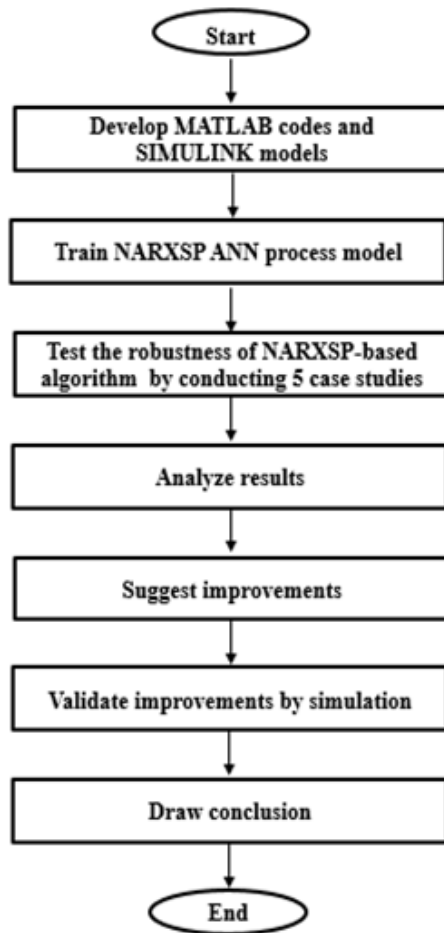 Start
Develop MATLAB codes and
SIMULINK models
Train NARXSP ANN process model
Test the robustness of NARXSP-based
algorithm by conducting 5 case studies
Analyze results
Suggest improvements
Validate improvements by simulation
Draw conclusion
End